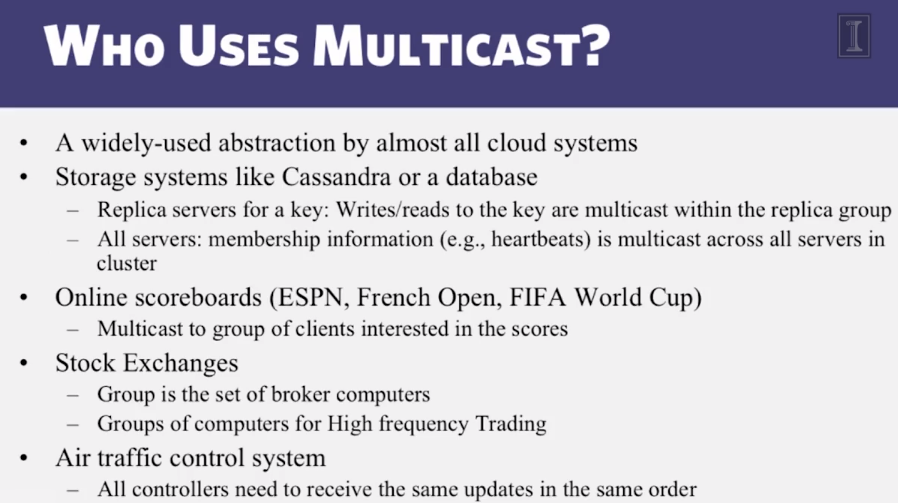 WHO USES MULTICAST?
I
• A widely-used abstraction by almost all cloud systems
• Storage systems like Cassandra or a database
– Replica servers for a key: Writes/reads to the key are multicast within the replica group
– All servers: membership information (e.g., heartbeats) is multicast across all servers in
cluster
• Online scoreboards (ESPN, French Open, FIFA World Cup)
– Multicast to group of clients interested in the scores
• Stock Exchanges
– Group is the set of broker computers
– Groups of computers for High frequency Trading
• Air traffic control system
– All controllers need to receive the same updates in the same order